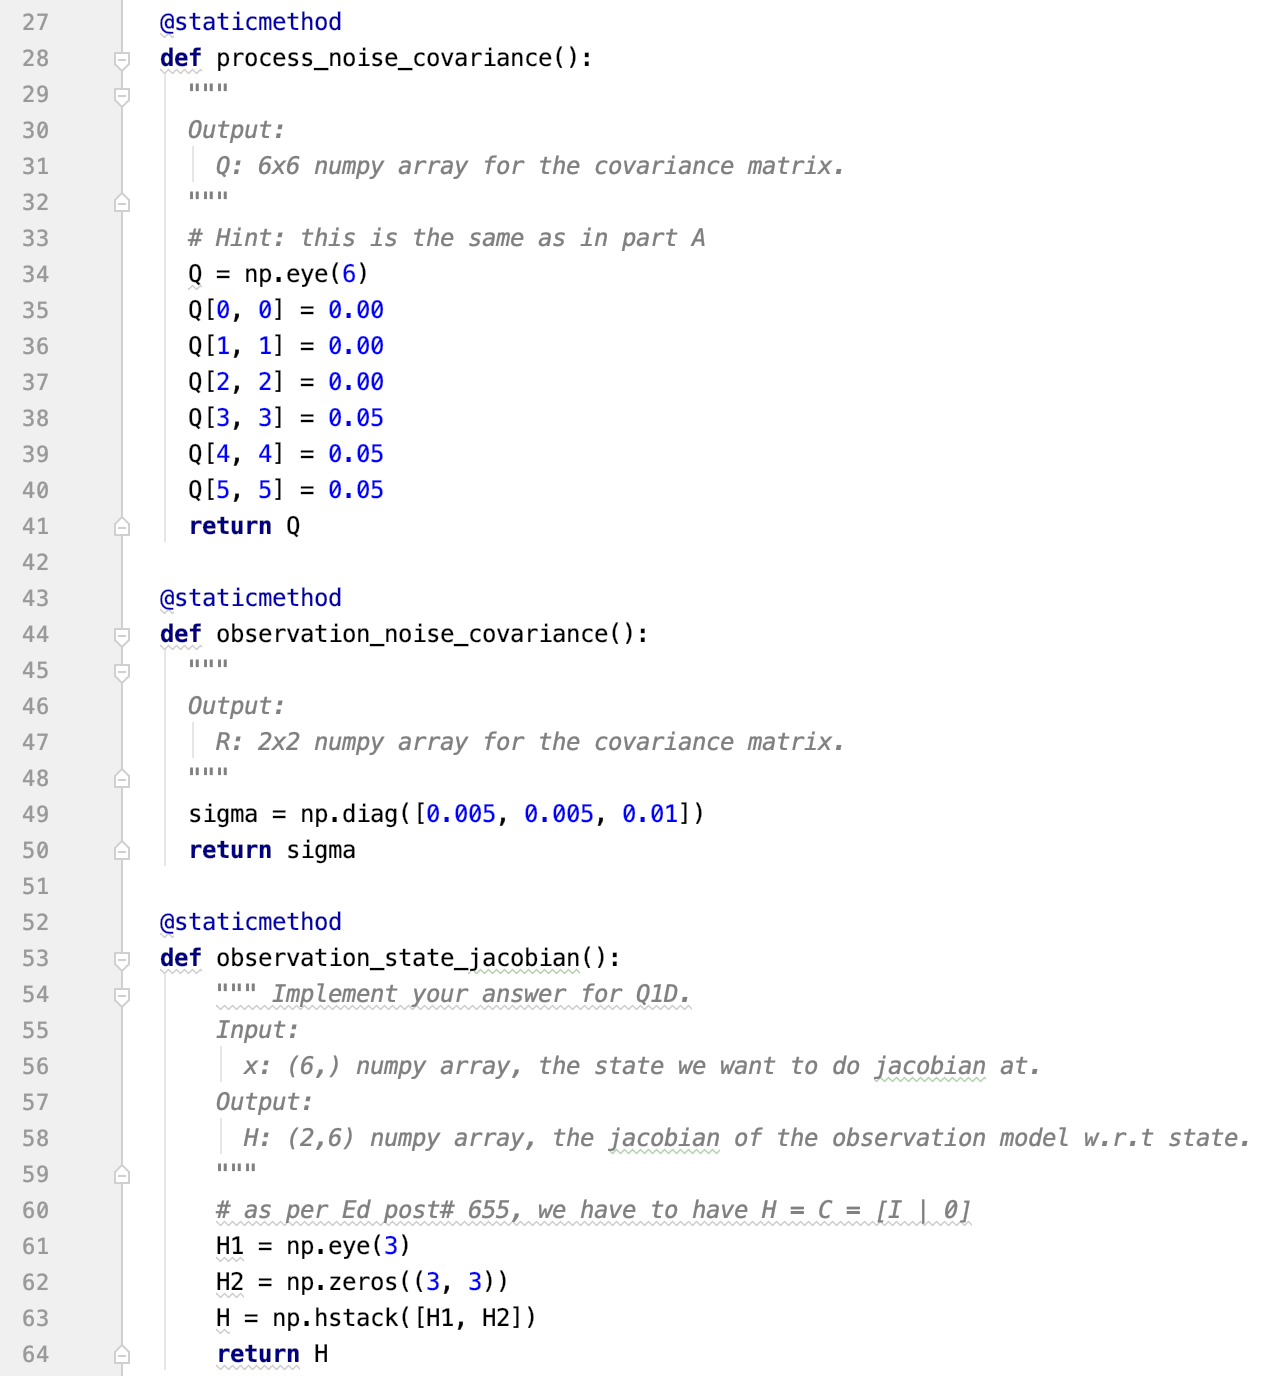 27 @staticmethod
28 def process_noise_covariance():
29 """
30 Output:
31 Q: 6x6 numpy array for the covariance matrix.
32 """
33 # Hint: this is the same as in part A
34 Q = np.eye(6)
35 Q[0, 0] = 0.00
36 Q[1, 1] = 0.00
37 Q[2, 2] = 0.00
38 Q[3, 3] = 0.05
39 Q[4, 4] = 0.05
40 Q[5, 5] = 0.05
41 return Q
42
43 @staticmethod
44 def observation_noise_covariance():
45 """
46 Output:
47 R: 2x2 numpy array for the covariance matrix.
48 """
49 sigma = np.diag([0.005, 0.005, 0.01])
50 return sigma
51
52 @staticmethod
53 def observation_state_jacobian():
54 """ Implement your answer for Q1D.
55 Input:
56 x: (6,) numpy array, the state we want to do jacobian at.
57 Output:
58 H: (2,6) numpy array, the jacobian of the observation model w.r.t state.
59 """
60 # as per Ed post# 655, we have to have H = C = [I | 0]
61 H1 = np.eye(3)
62 H2 = np.zeros((3, 3))
63 H = np.hstack([H1, H2])
64 return H